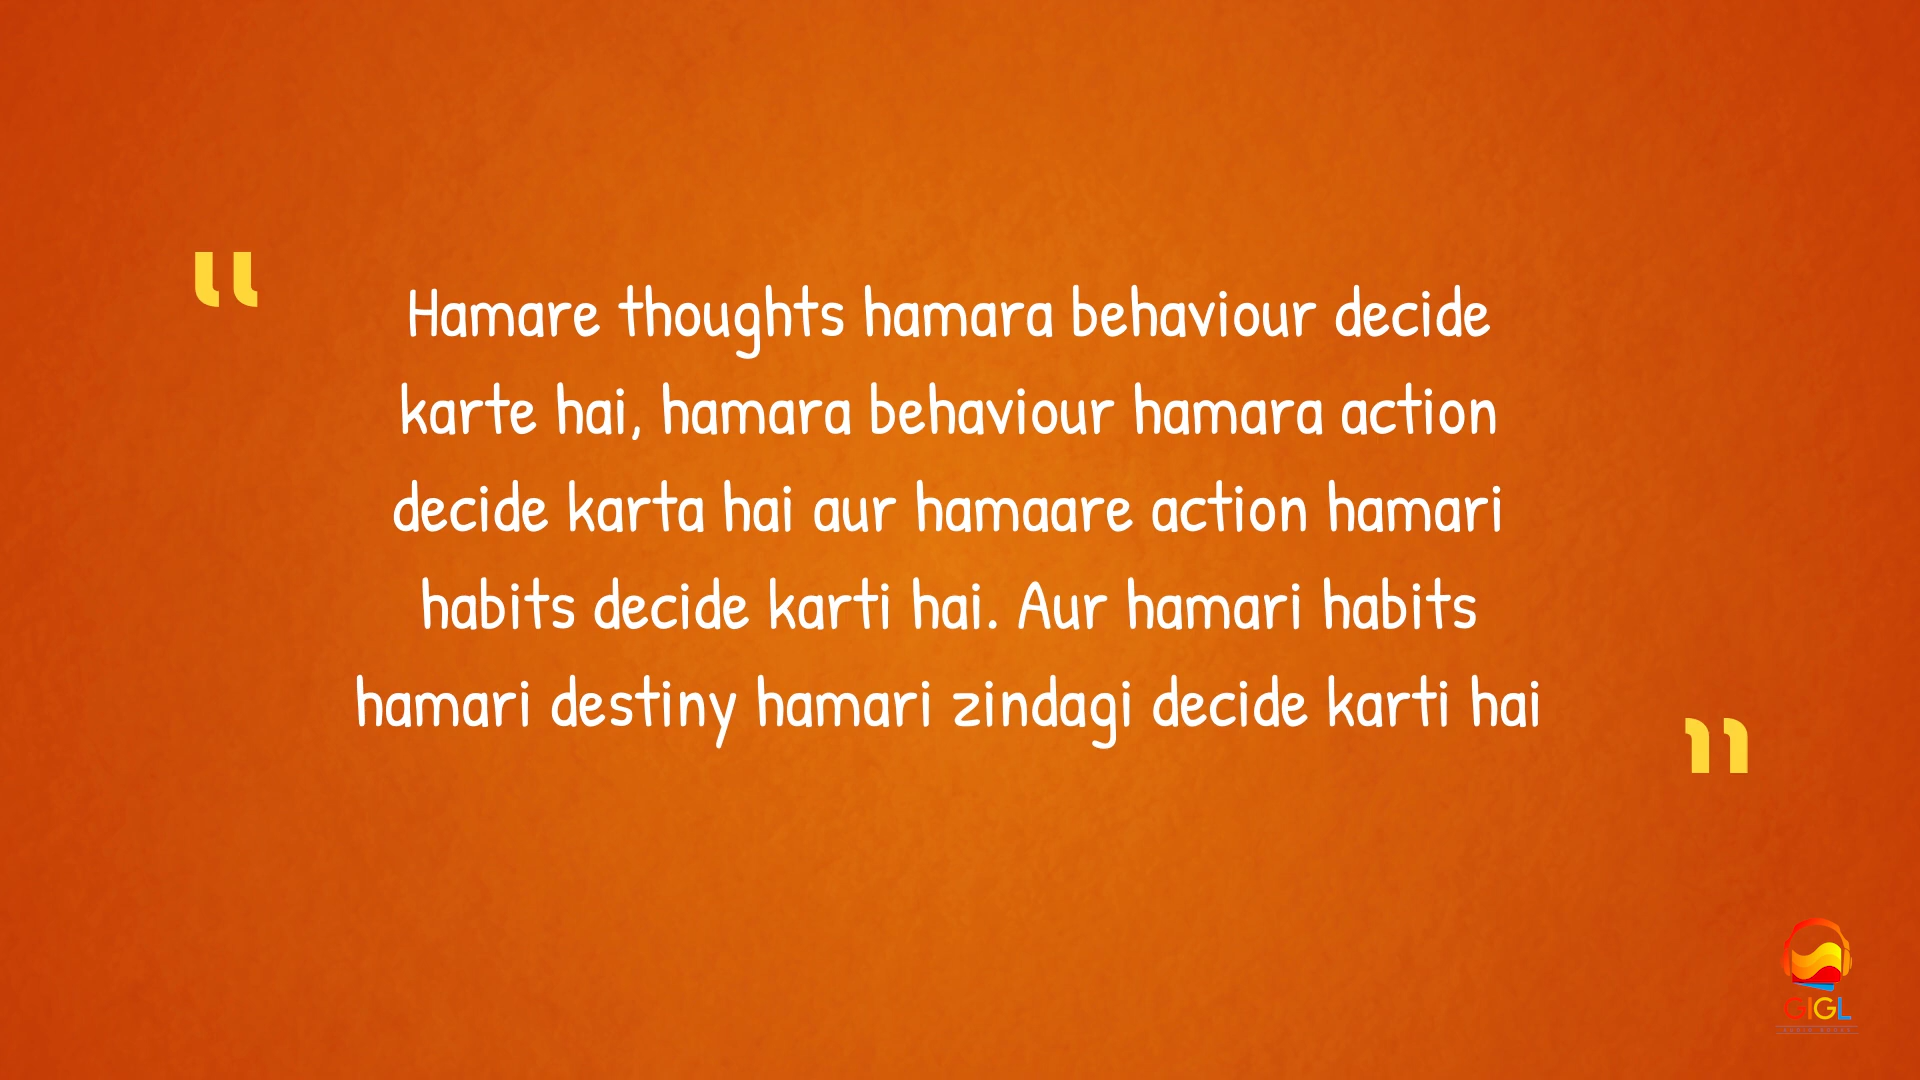 “
Hamare thoughts hamara behaviour decide
karte hai, hamara behaviour hamara action
decide karta hai aur hamaare action hamari
habits decide karti hai. Aur hamari habits
hamari destiny hamari zindagi decide karti hai
”
GIGL